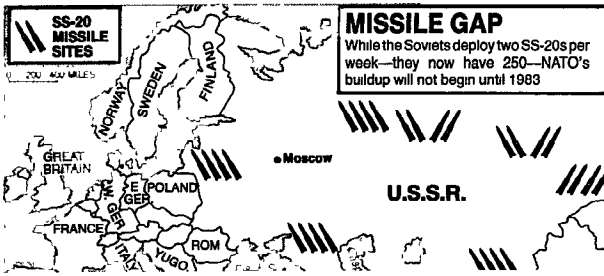 SS-20
MISSILE
SITES
0 200 400 MILES
MISSILE GAP
While the Soviets deploy two SS-20s per
week—they now have 250—NATO's
buildup will not begin until 1983
NORWAY
SWEDEN
FINLAND
Moscow
GREAT
BRITAIN
W. GER
E
GER
POLAND
U.S.S.R.
FRANCE
ITALY
YUGO
ROM